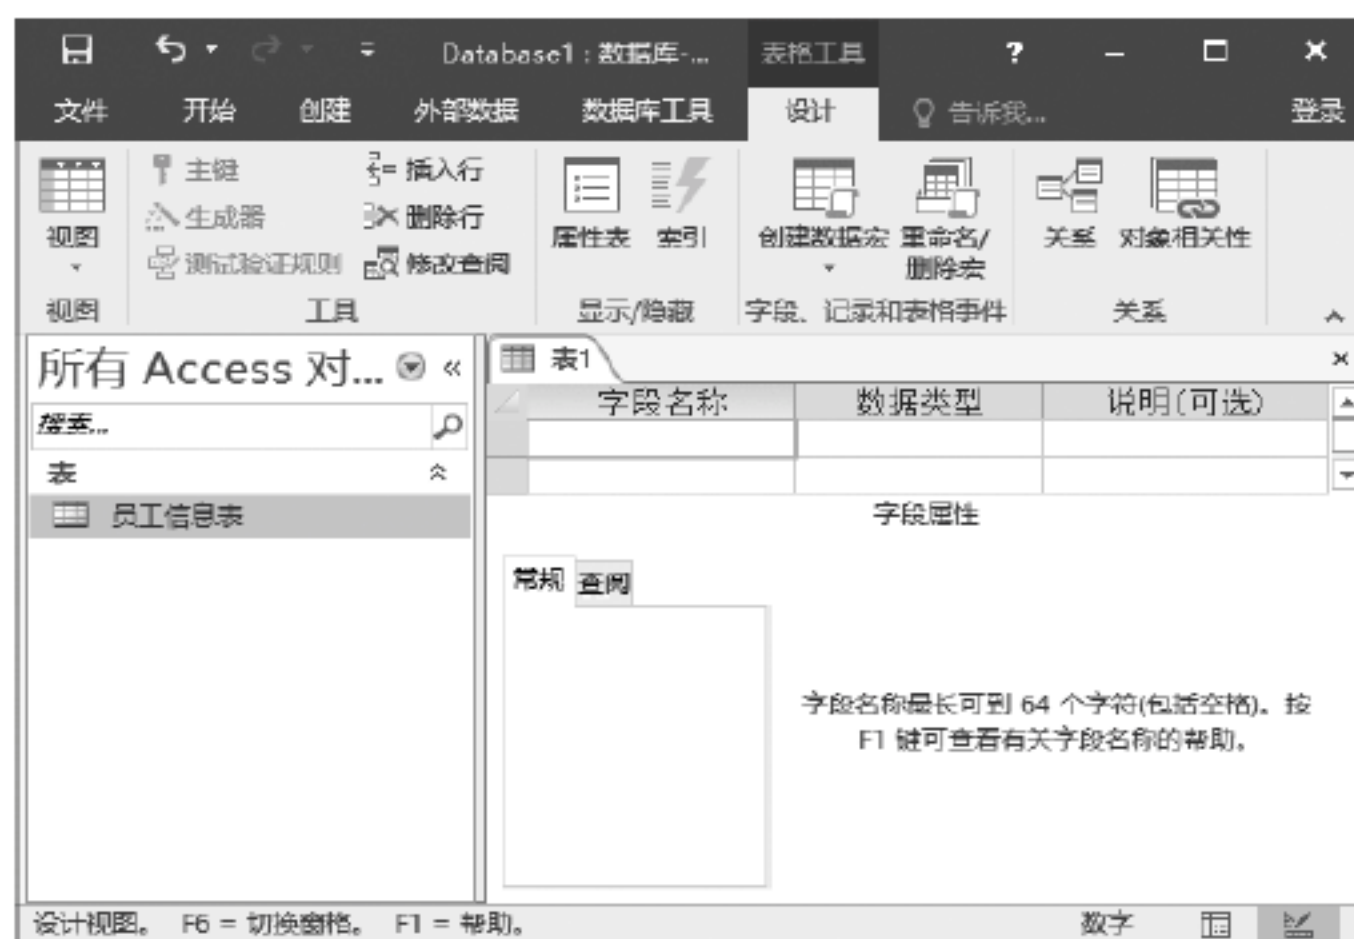 Database1 : 数据库-... 表格工具 ?
文件 开始 创建 外部数据 数据库工具 设计 告诉我... 登录
主键 插入行
生成器 删除行
视图 测试验证规则 修改查阅 属性表 索引 创建数据宏 重命名/ 关系 对象相关性
删除宏
视图 工具 显示/隐藏 字段、记录和表格事件 关系
所有 Access 对... «
搜索...
表
员工信息表
表1
字段名称 数据类型 说明(可选)
字段属性
常规 查阅
字段名称最长可到 64 个字符(包括空格)。按
F1 键可查看有关字段名称的帮助。
设计视图。 F6 = 切换窗格。 F1 = 帮助。 数字